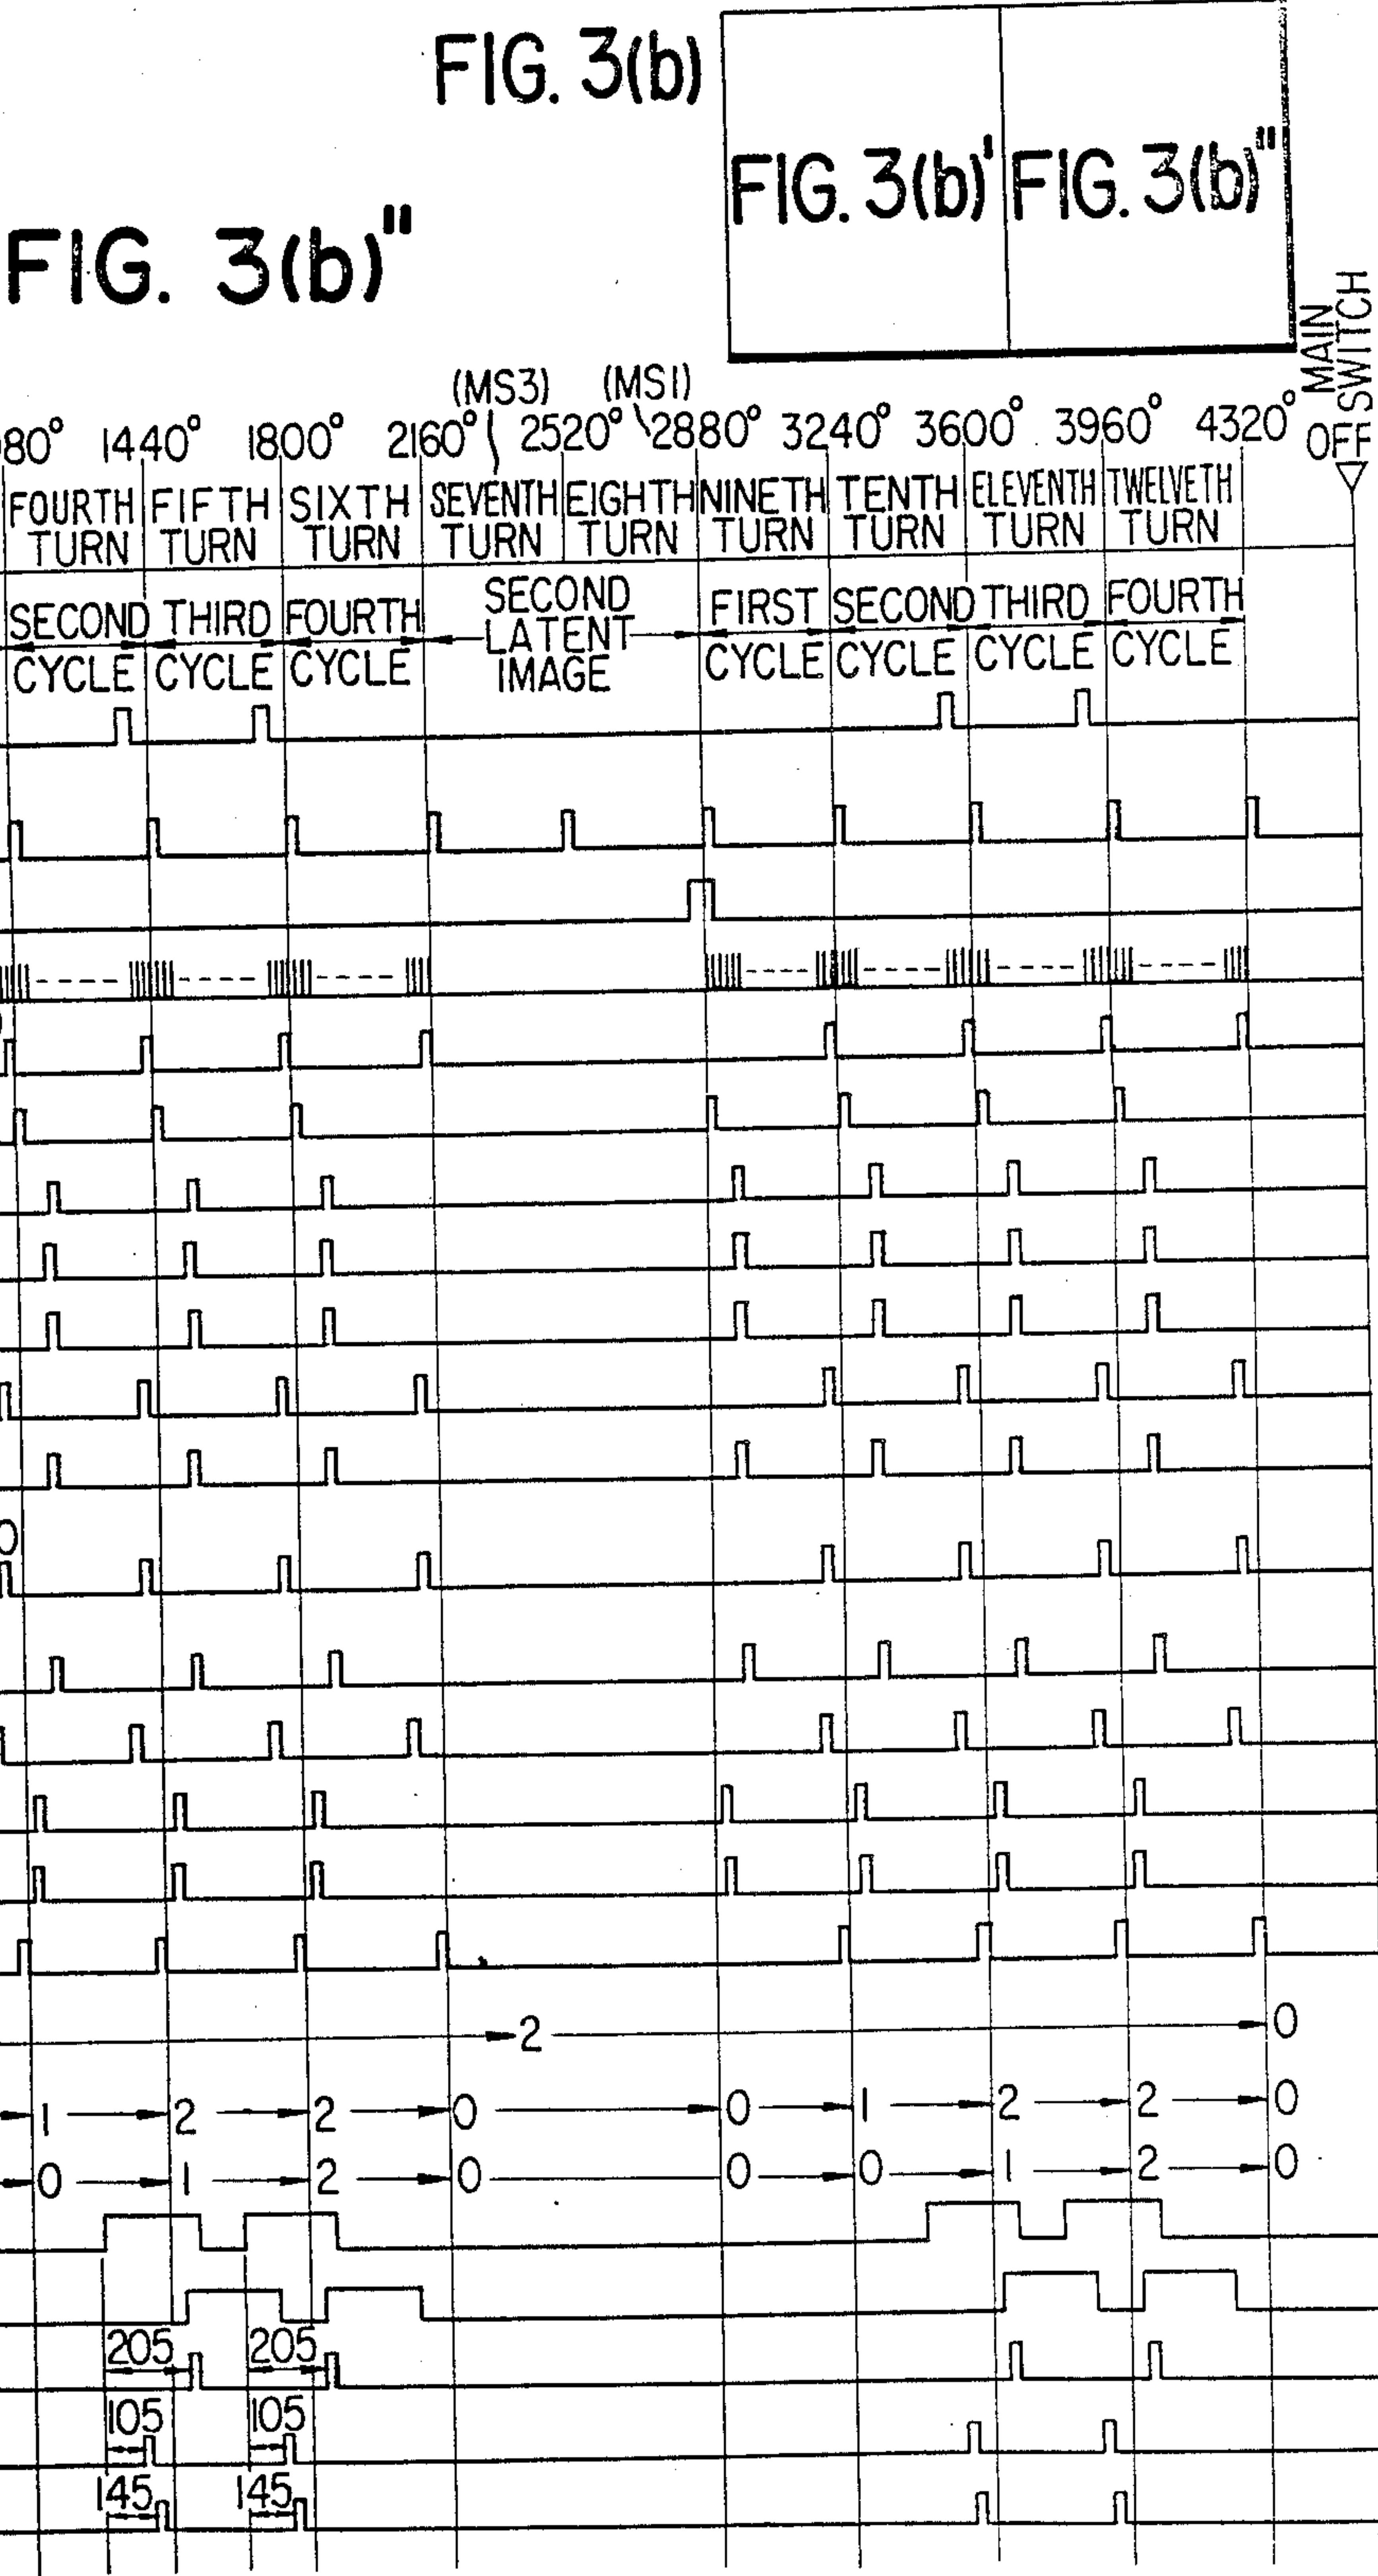 FIG. 3(b)
FIG. 3(b)' FIG. 3(b)"
FIG. 3(b)"
MAIN
SWITCH
OFF
(MS3) (MS1)
080° 1440° 1800° 2160° 2520° 2880° 3240° 3600° 3960° 4320°
FOURTH TURN
FIFTH TURN
SIXTH TURN
SEVENTH TURN
EIGHTH TURN
NINETH TURN
TENTH TURN
ELEVENTH TURN
TWELVETH TURN
SECOND CYCLE
THIRD CYCLE
FOURTH CYCLE
SECOND LATENT IMAGE
FIRST CYCLE
SECOND CYCLE
THIRD CYCLE
FOURTH CYCLE
0
2 0
1 2 2 0 0 1 2 2 0
0 1 2 0 0 0 1 2 0
205 205
105 105
145 145